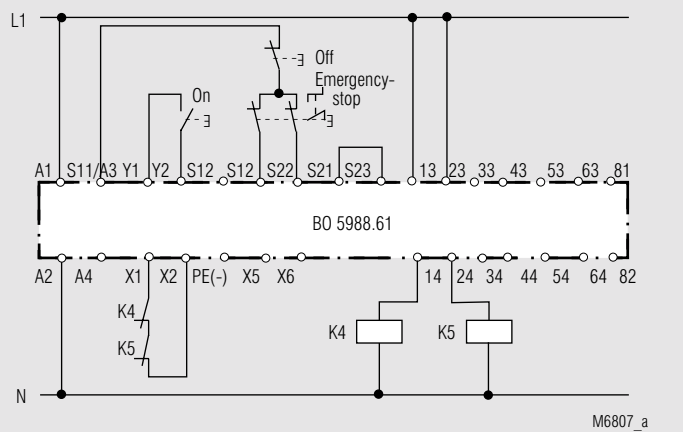 L1
Off
Emergency-
stop
On
A1 S11/A3 Y1 Y2 S12 S12 S22 S21 S23 13 23 33 43 53 63 81
BO 5988.61
A2 A4 X1 X2 PE(-) X5 X6 14 24 34 44 54 64 82
K4
K5
K4 K5
N
M6807_a